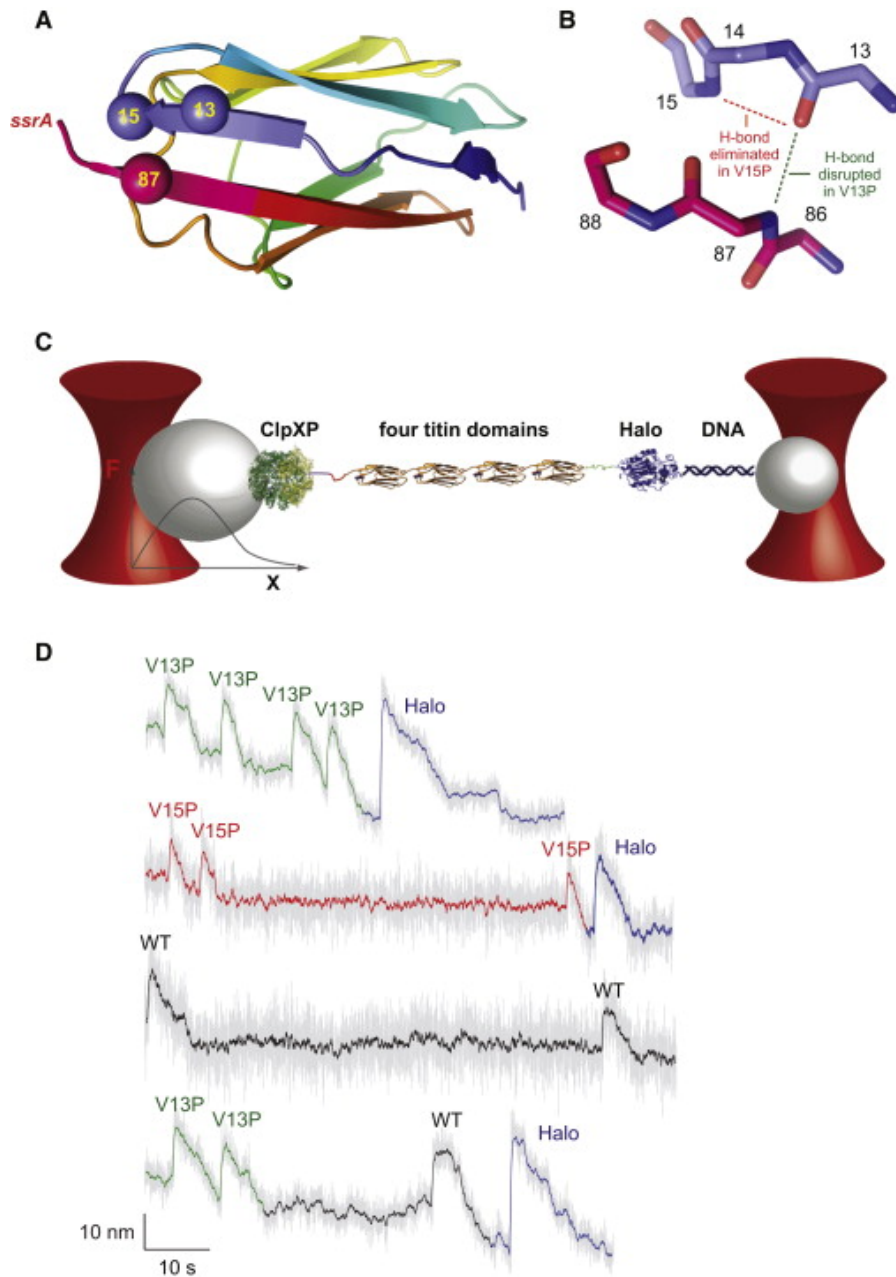 A
ssrA
15
13
87
B
14
13
15
H-bond
eliminated
in V15P
H-bond
disrupted
in V13P
86
88
87
C
ClpXP
four titin domains
Halo
DNA
F
X
D
V13P
V13P
V13P
V13P
Halo
V15P
V15P
V15P
Halo
WT
WT
V13P
V13P
WT
Halo
10 nm
10 s